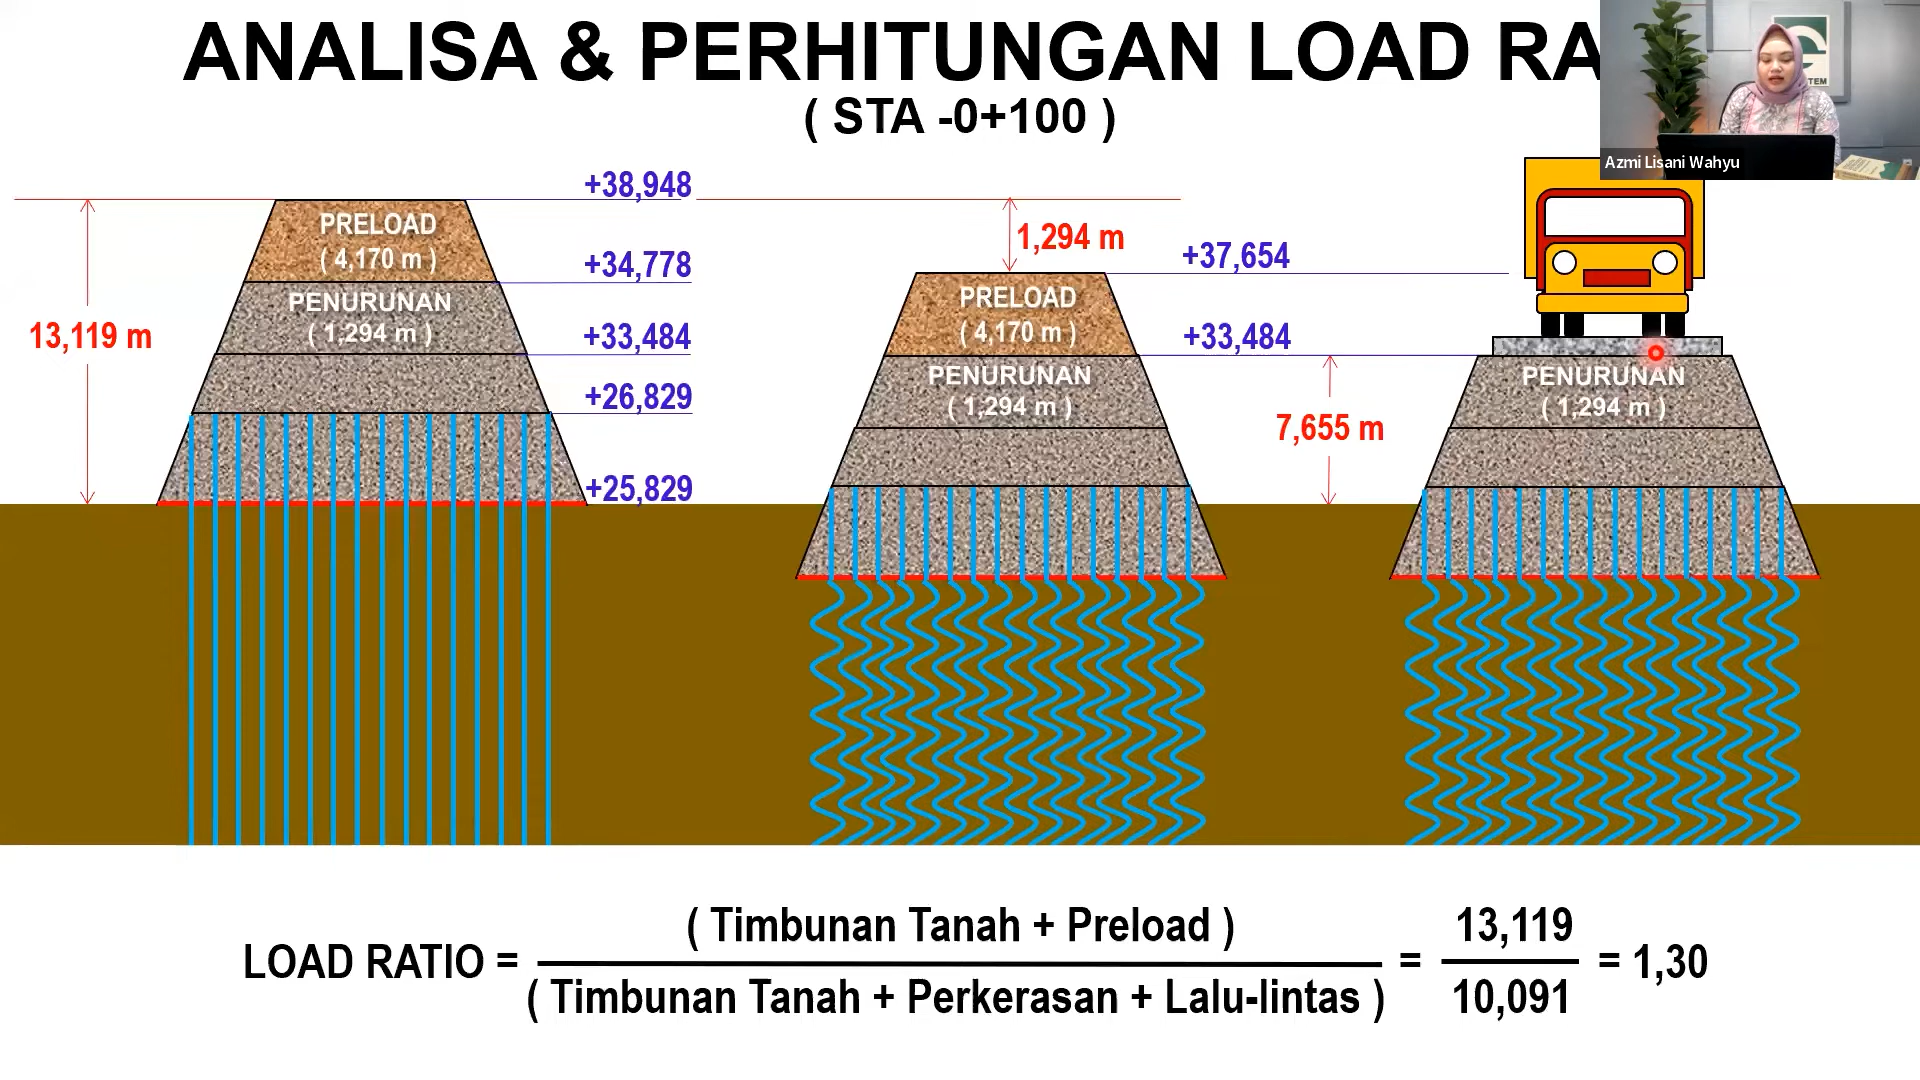 ANALISA & PERHITUNGAN LOAD RA
( STA -0+100 )
TEM
Azmi Lisani Wahyu
+38,948
PRELOAD
( 4,170 m )
+34,778
PENURUNAN
( 1,294 m )
13,119 m
+33,484
+26,829
+25,829
1,294 m
+37,654
PRELOAD
( 4,170 m )
+33,484
PENURUNAN
( 1,294 m )
7,655 m
PENURUNAN
( 1,294 m )
LOAD RATIO = ( Timbunan Tanah + Preload ) = 13,119 = 1,30
( Timbunan Tanah + Perkerasan + Lalu-lintas ) 10,091